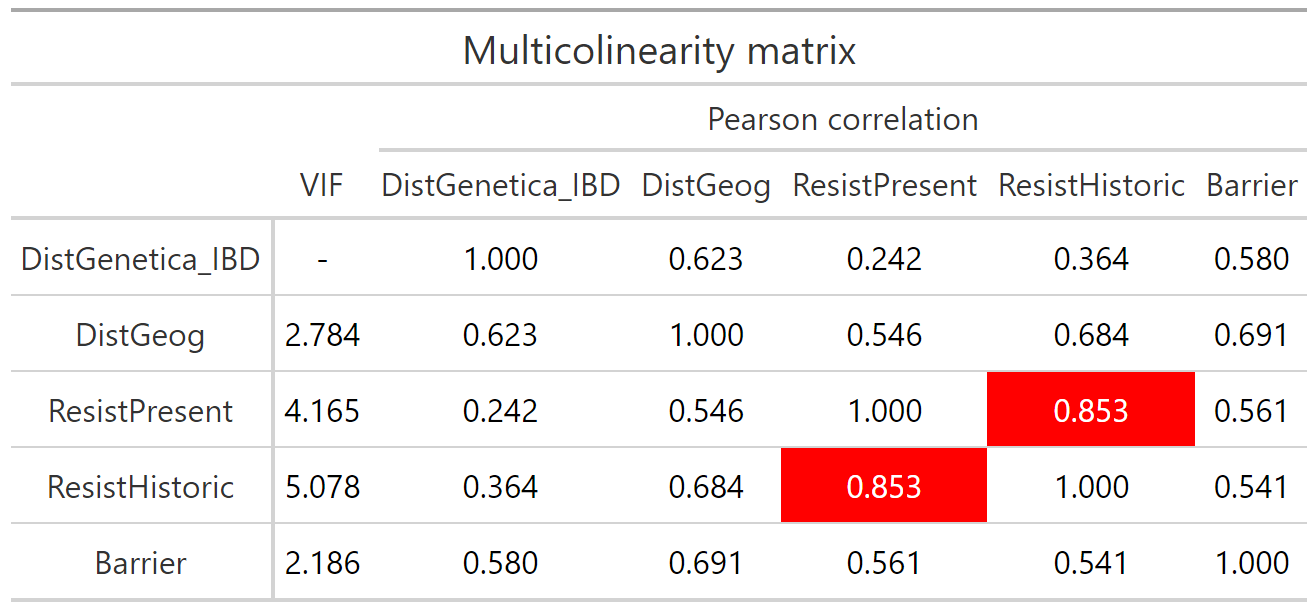 Multicolinearity matrix
Pearson correlation
VIF DistGenetica_IBD DistGeog ResistPresent ResistHistoric Barrier
DistGenetica_IBD - 1.000 0.623 0.242 0.364 0.580
DistGeog 2.784 0.623 1.000 0.546 0.684 0.691
ResistPresent 4.165 0.242 0.546 1.000 0.853 0.561
ResistHistoric 5.078 0.364 0.684 0.853 1.000 0.541
Barrier 2.186 0.580 0.691 0.561 0.541 1.000